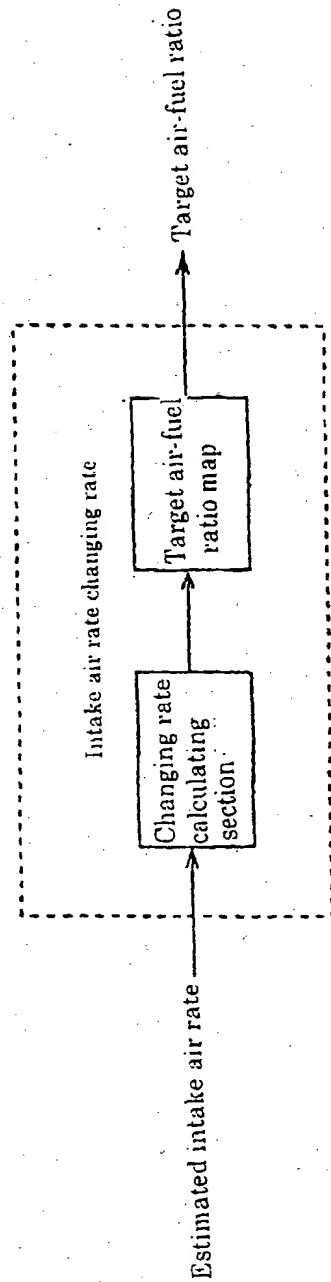 Estimated intake air rate
Intake air rate changing rate
Changing rate
calculating
section
Target air-fuel
ratio map
Target air-fuel ratio